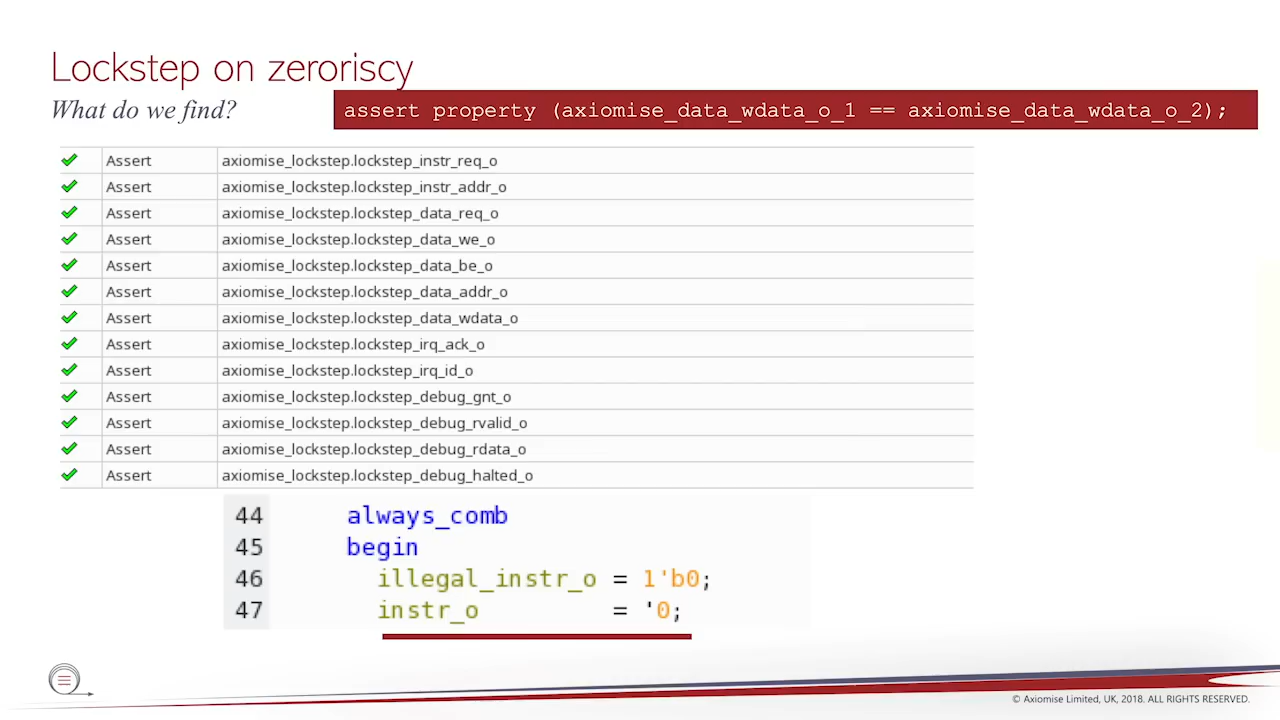 Lockstep on zeroriscy
What do we find?
assert property (axiomise_data_wdata_o_1 == axiomise_data_wdata_o_2);
Assert axiomise_lockstep.lockstep_instr_req_o
Assert axiomise_lockstep.lockstep_instr_addr_o
Assert axiomise_lockstep.lockstep_data_req_o
Assert axiomise_lockstep.lockstep_data_we_o
Assert axiomise_lockstep.lockstep_data_be_o
Assert axiomise_lockstep.lockstep_data_addr_o
Assert axiomise_lockstep.lockstep_data_wdata_o
Assert axiomise_lockstep.lockstep_irq_ack_o
Assert axiomise_lockstep.lockstep_irq_id_o
Assert axiomise_lockstep.lockstep_debug_gnt_o
Assert axiomise_lockstep.lockstep_debug_rvalid_o
Assert axiomise_lockstep.lockstep_debug_rdata_o
Assert axiomise_lockstep.lockstep_debug_halted_o
44 always_comb
45 begin
46 illegal_instr_o = 1'b0;
47 instr_o = '0;
© Axiomise Limited, UK, 2018. ALL RIGHTS RESERVED.